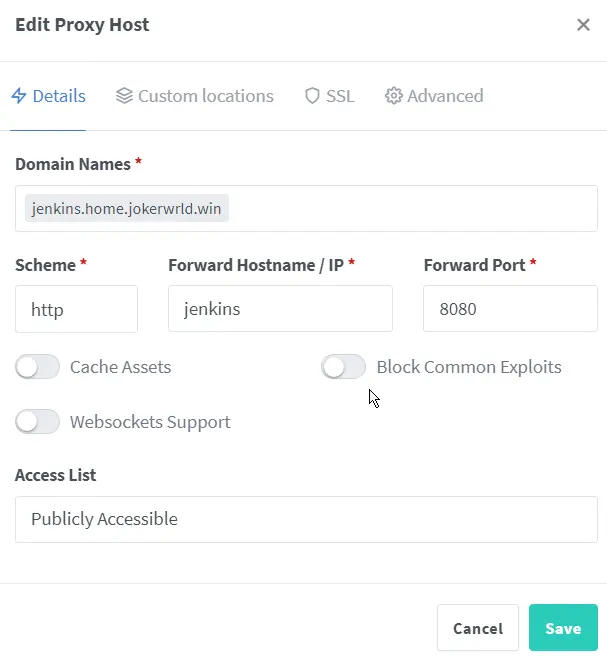 Edit Proxy Host
Details Custom locations SSL Advanced
Domain Names *
jenkins.home.jokerwrld.win
Scheme * Forward Hostname / IP * Forward Port *
http jenkins 8080
Cache Assets Block Common Exploits
Websockets Support
Access List
Publicly Accessible
Cancel Save